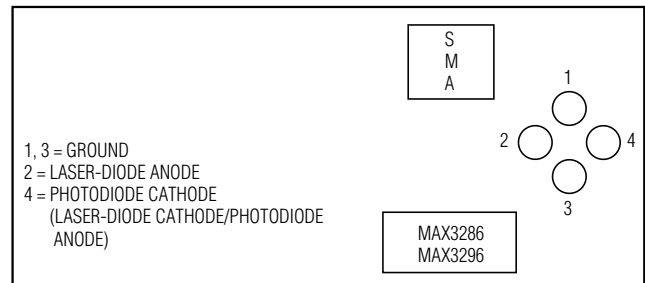 S
M
A
1
2
4
3
1, 3 = GROUND
2 = LASER-DIODE ANODE
4 = PHOTODIODE CATHODE
(LASER-DIODE CATHODE/PHOTODIODE
ANODE)
MAX3286
MAX3296